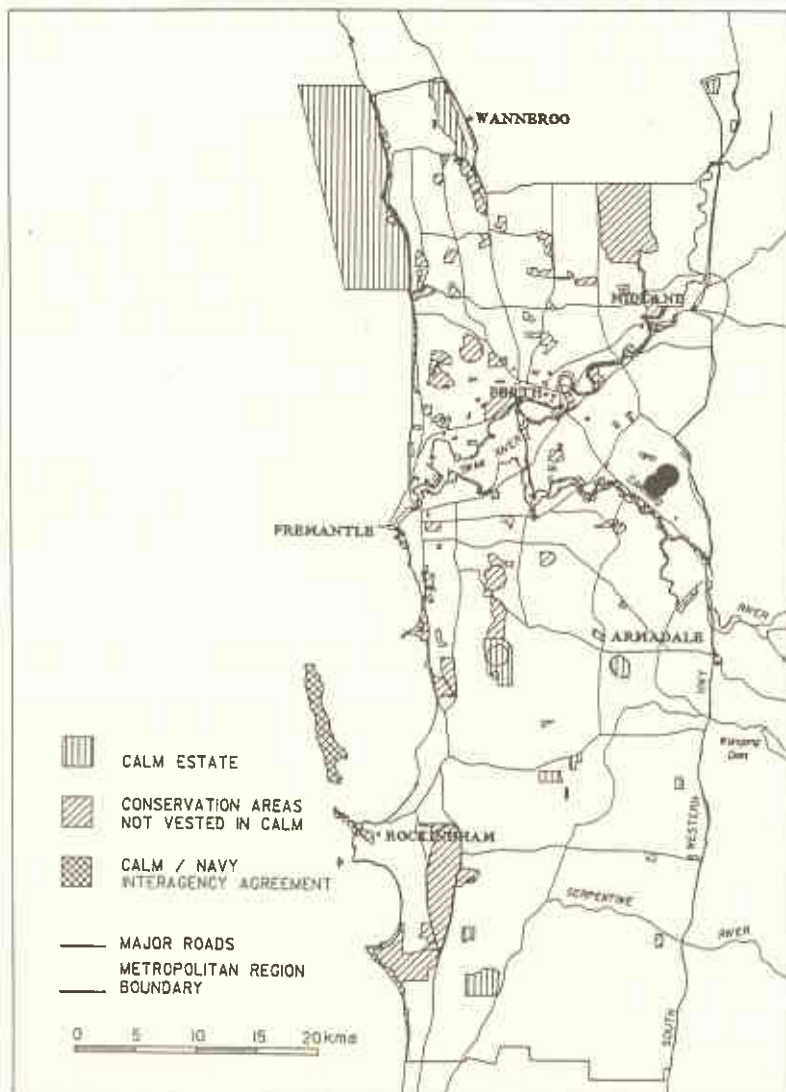 WANNEROO
MIDLAND
PERTH
SWAN
RIVER
FREMANTLE
RIVER
ARMADALE
HWY
Dam
CALM ESTATE
CONSERVATION AREAS
NOT VESTED IN CALM
ROCKINGHAM
WESTERN
CALM / NAVY
INTERAGENCY AGREEMENT
SERPENTINE
RIVER
MAJOR ROADS
METROPOLITAN REGION
BOUNDARY
SOUTH
0 5 10 15 20kms